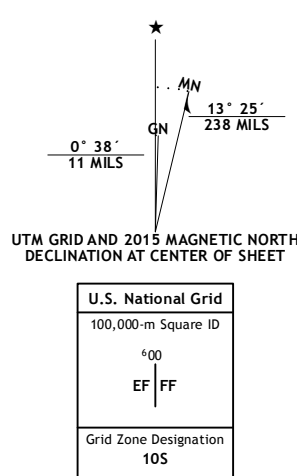 ★
MN
GN
13° 25´
238 MILS
0° 38´
11 MILS
UTM GRID AND 2015 MAGNETIC NORTH
DECLINATION AT CENTER OF SHEET
U.S. National Grid
100,000-m Square ID
⁶00
EF FF
Grid Zone Designation
10S